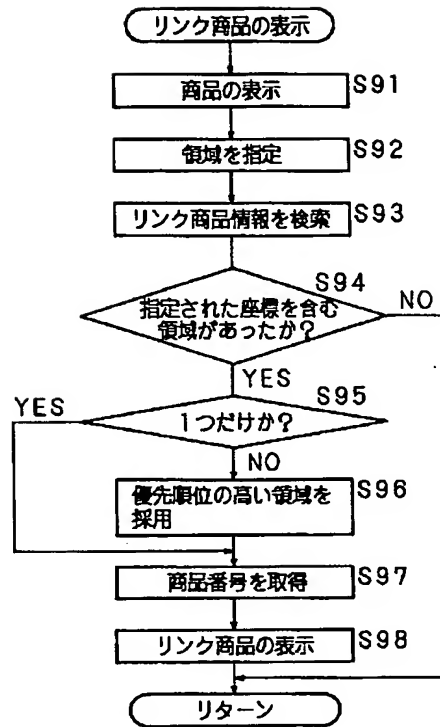 リンク商品の表示
商品の表示 S91
領域を指定 S92
リンク商品情報を検索 S93
S94
指定された座標を含む
領域があったか?
NO
YES
S95
YES
1つだけか?
NO
優先順位の高い領域を S96
採用
商品番号を取得 S97
リンク商品の表示 S98
リターン